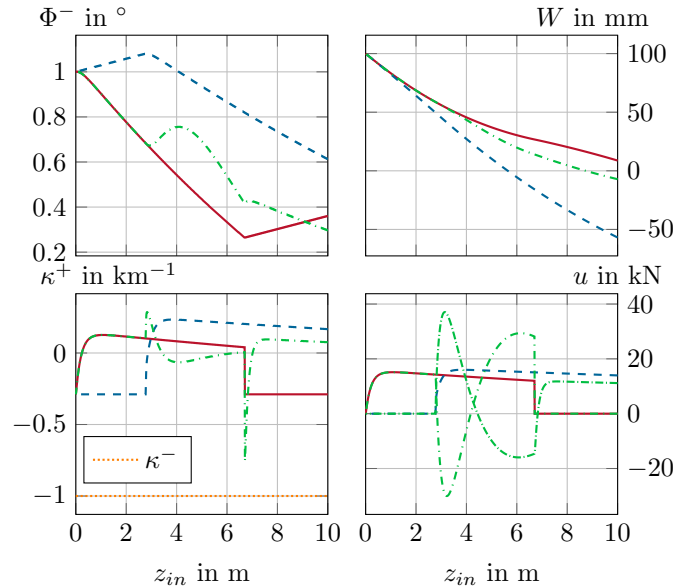 Φ⁻ in °
W in mm
1
0.8
0.6
0.4
0.2
100
50
0
−50
κ⁺ in km⁻¹
u in kN
0
−0.5
−1
κ⁻
40
20
0
−20
0 2 4 6 8 10
0 2 4 6 8 10
z_in in m
z_in in m